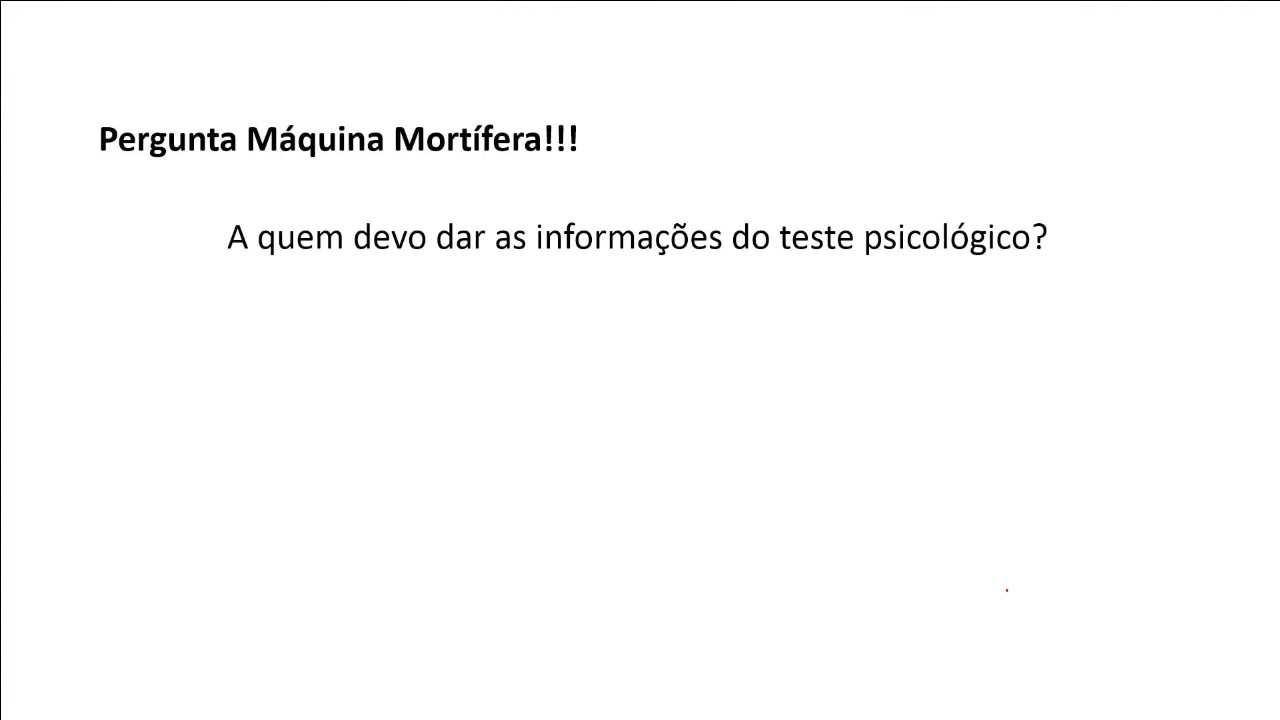 Pergunta Máquina Mortífera!!!
A quem devo dar as informações do teste psicológico?